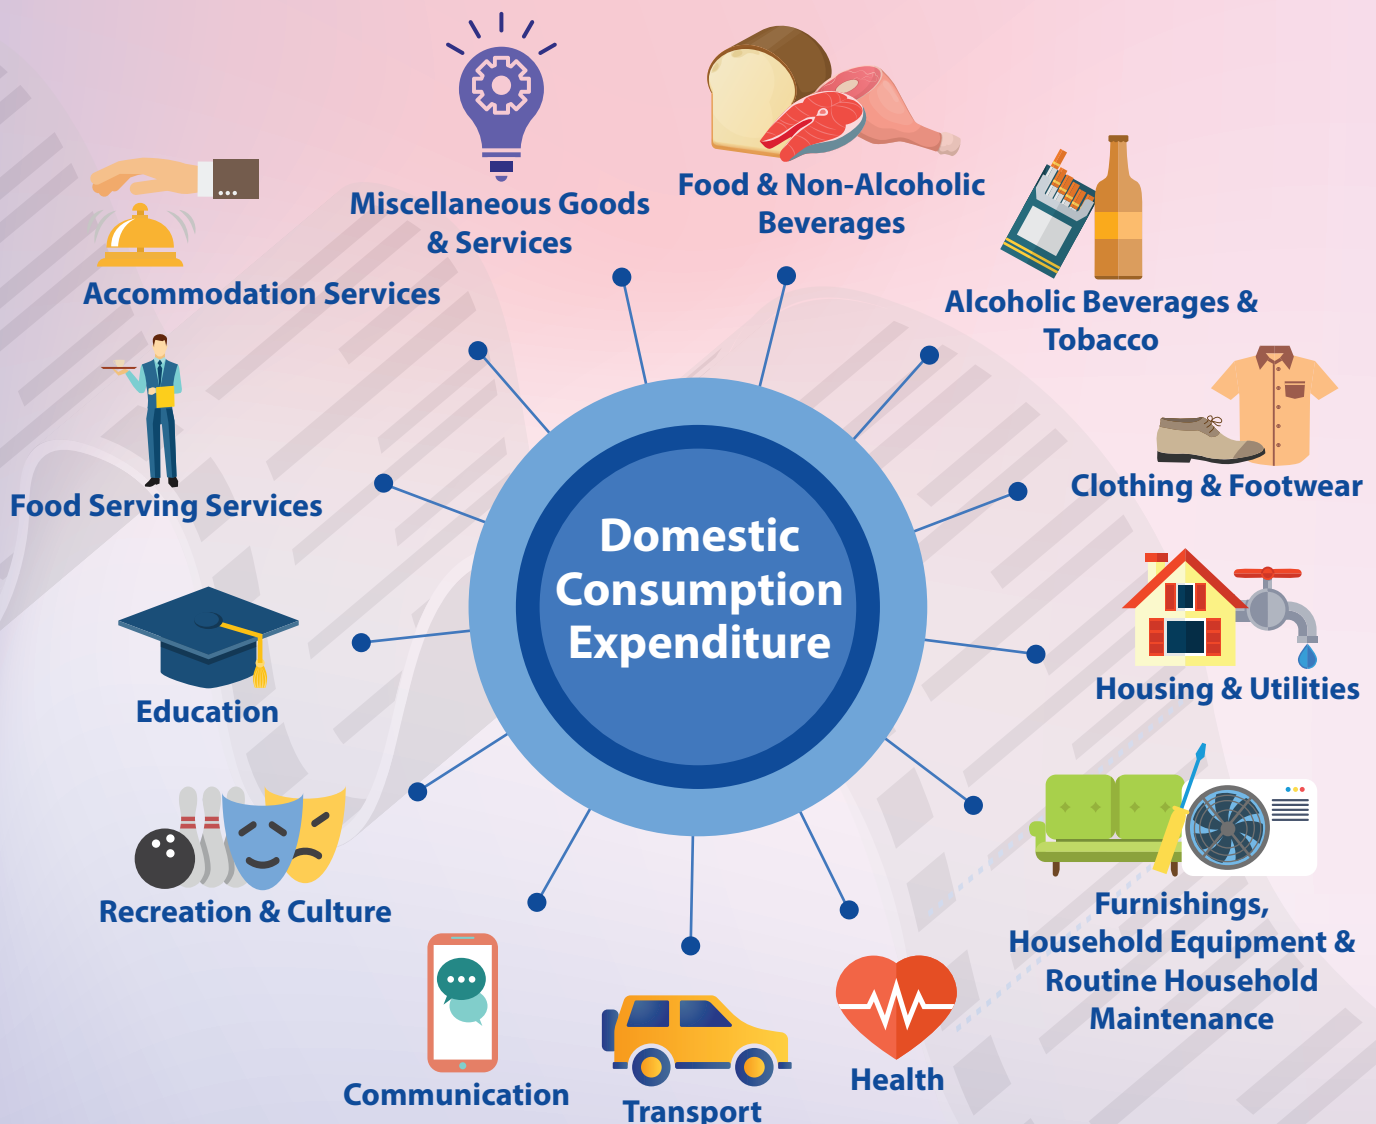 Domestic
Consumption
Expenditure
Food & Non-Alcoholic
Beverages
Alcoholic Beverages &
Tobacco
Clothing & Footwear
Housing & Utilities
Furnishings,
Household Equipment &
Routine Household
Maintenance
Health
Transport
Communication
Recreation & Culture
Education
Food Serving Services
Accommodation Services
Miscellaneous Goods
& Services